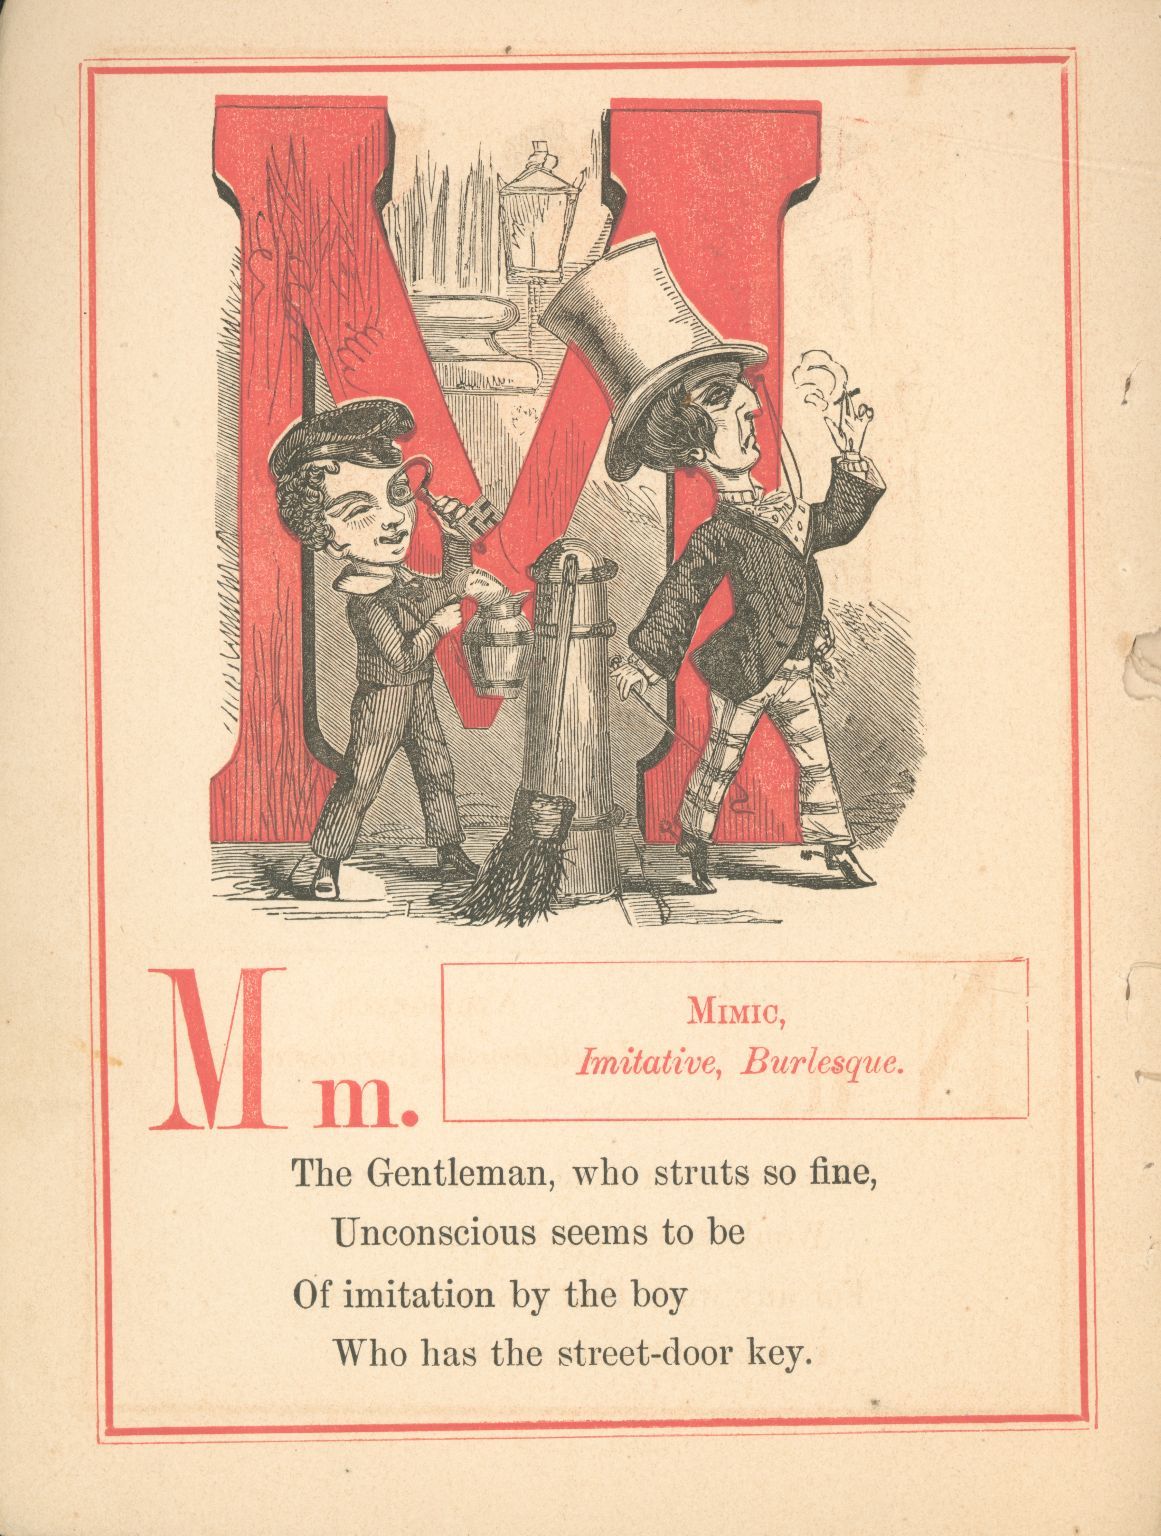 M
M m.
MIMIC,
Imitative, Burlesque.
The Gentleman, who struts so fine,
Unconscious seems to be
Of imitation by the boy
Who has the street-door key.